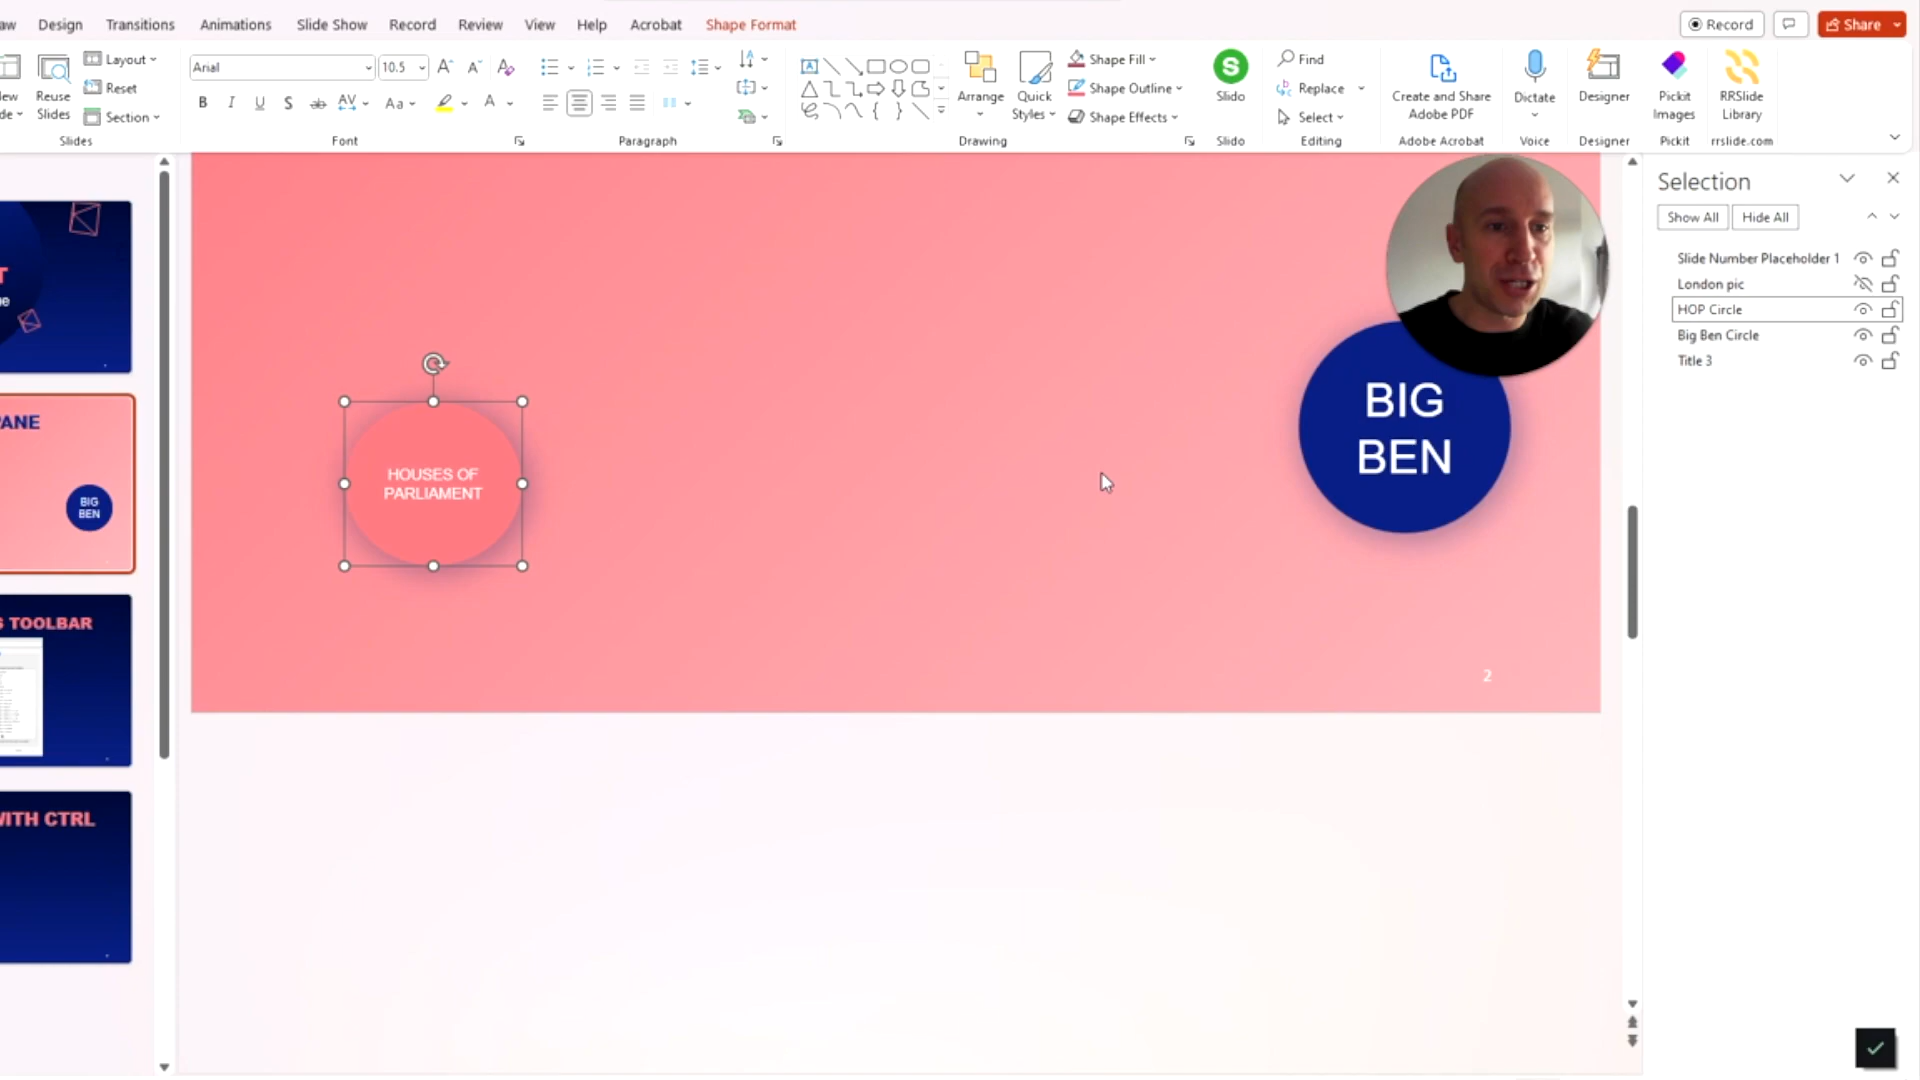 Design Transitions Animations Slide Show Record Review View Help Acrobat Shape Format
Record
Share
Reuse
Slides
Layout
Reset
Section
Slides
Arial
10.5
B I U S ab AV Aa A
Font
Paragraph
Arrange
Quick
Styles
Shape Fill
Shape Outline
Shape Effects
Drawing
S
Slido
Slido
Find
Replace
Select
Editing
Create and Share
Adobe PDF
Adobe Acrobat
Dictate
Voice
Designer
Designer
Pickit
Images
Pickit
RRSlide
Library
rrslide.com
BIG
BEN
TOOLBAR
WITH CTRL
HOUSES OF
PARLIAMENT
BIG
BEN
2
Selection
Show All
Hide All
Slide Number Placeholder 1
London pic
HOP Circle
Big Ben Circle
Title 3